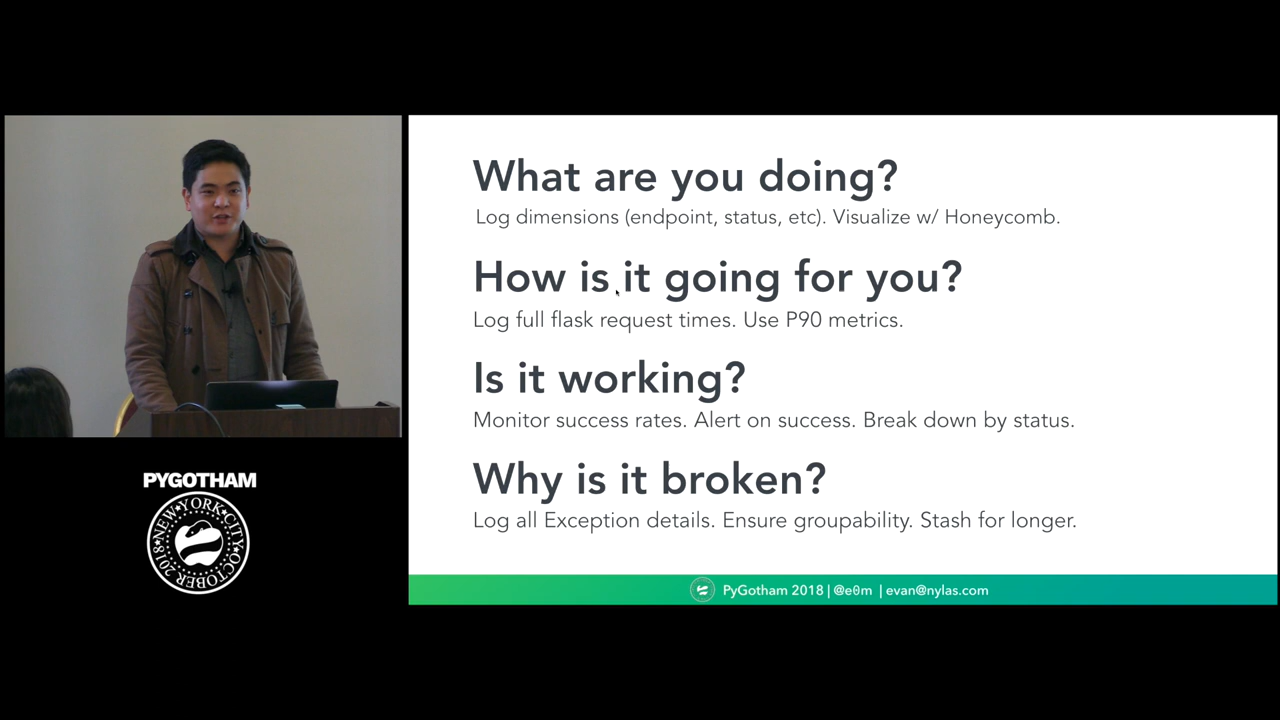 What are you doing?
Log dimensions (endpoint, status, etc). Visualize w/ Honeycomb.
How is it going for you?
Log full flask request times. Use P90 metrics.
Is it working?
Monitor success rates. Alert on success. Break down by status.
Why is it broken?
Log all Exception details. Ensure groupability. Stash for longer.
PyGotham 2018 | @e0m | evan@nylas.com
PYGOTHAM
NEW★YORK★CITY★OCTOBER 2018★